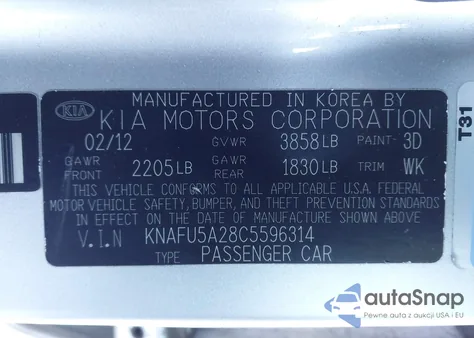 MANUFACTURED IN KOREA BY
KIA KIA MOTORS CORPORATION
02/12 GVWR 3858LB PAINT- 3D
GAWR FRONT 2205LB GAWR REAR 1830LB TRIM WK
THIS VEHICLE CONFORMS TO ALL APPLICABLE U.S.A. FEDERAL
MOTOR VEHICLE SAFETY, BUMPER, AND THEFT PREVENTION STANDARDS
IN EFFECT ON THE DATE OF MANUFACTURE SHOWN ABOVE.
V.I.N KNAFU5A28C5596314
TYPE PASSENGER CAR
T31
autoSnap
Pewne auta z aukcji USA i EU